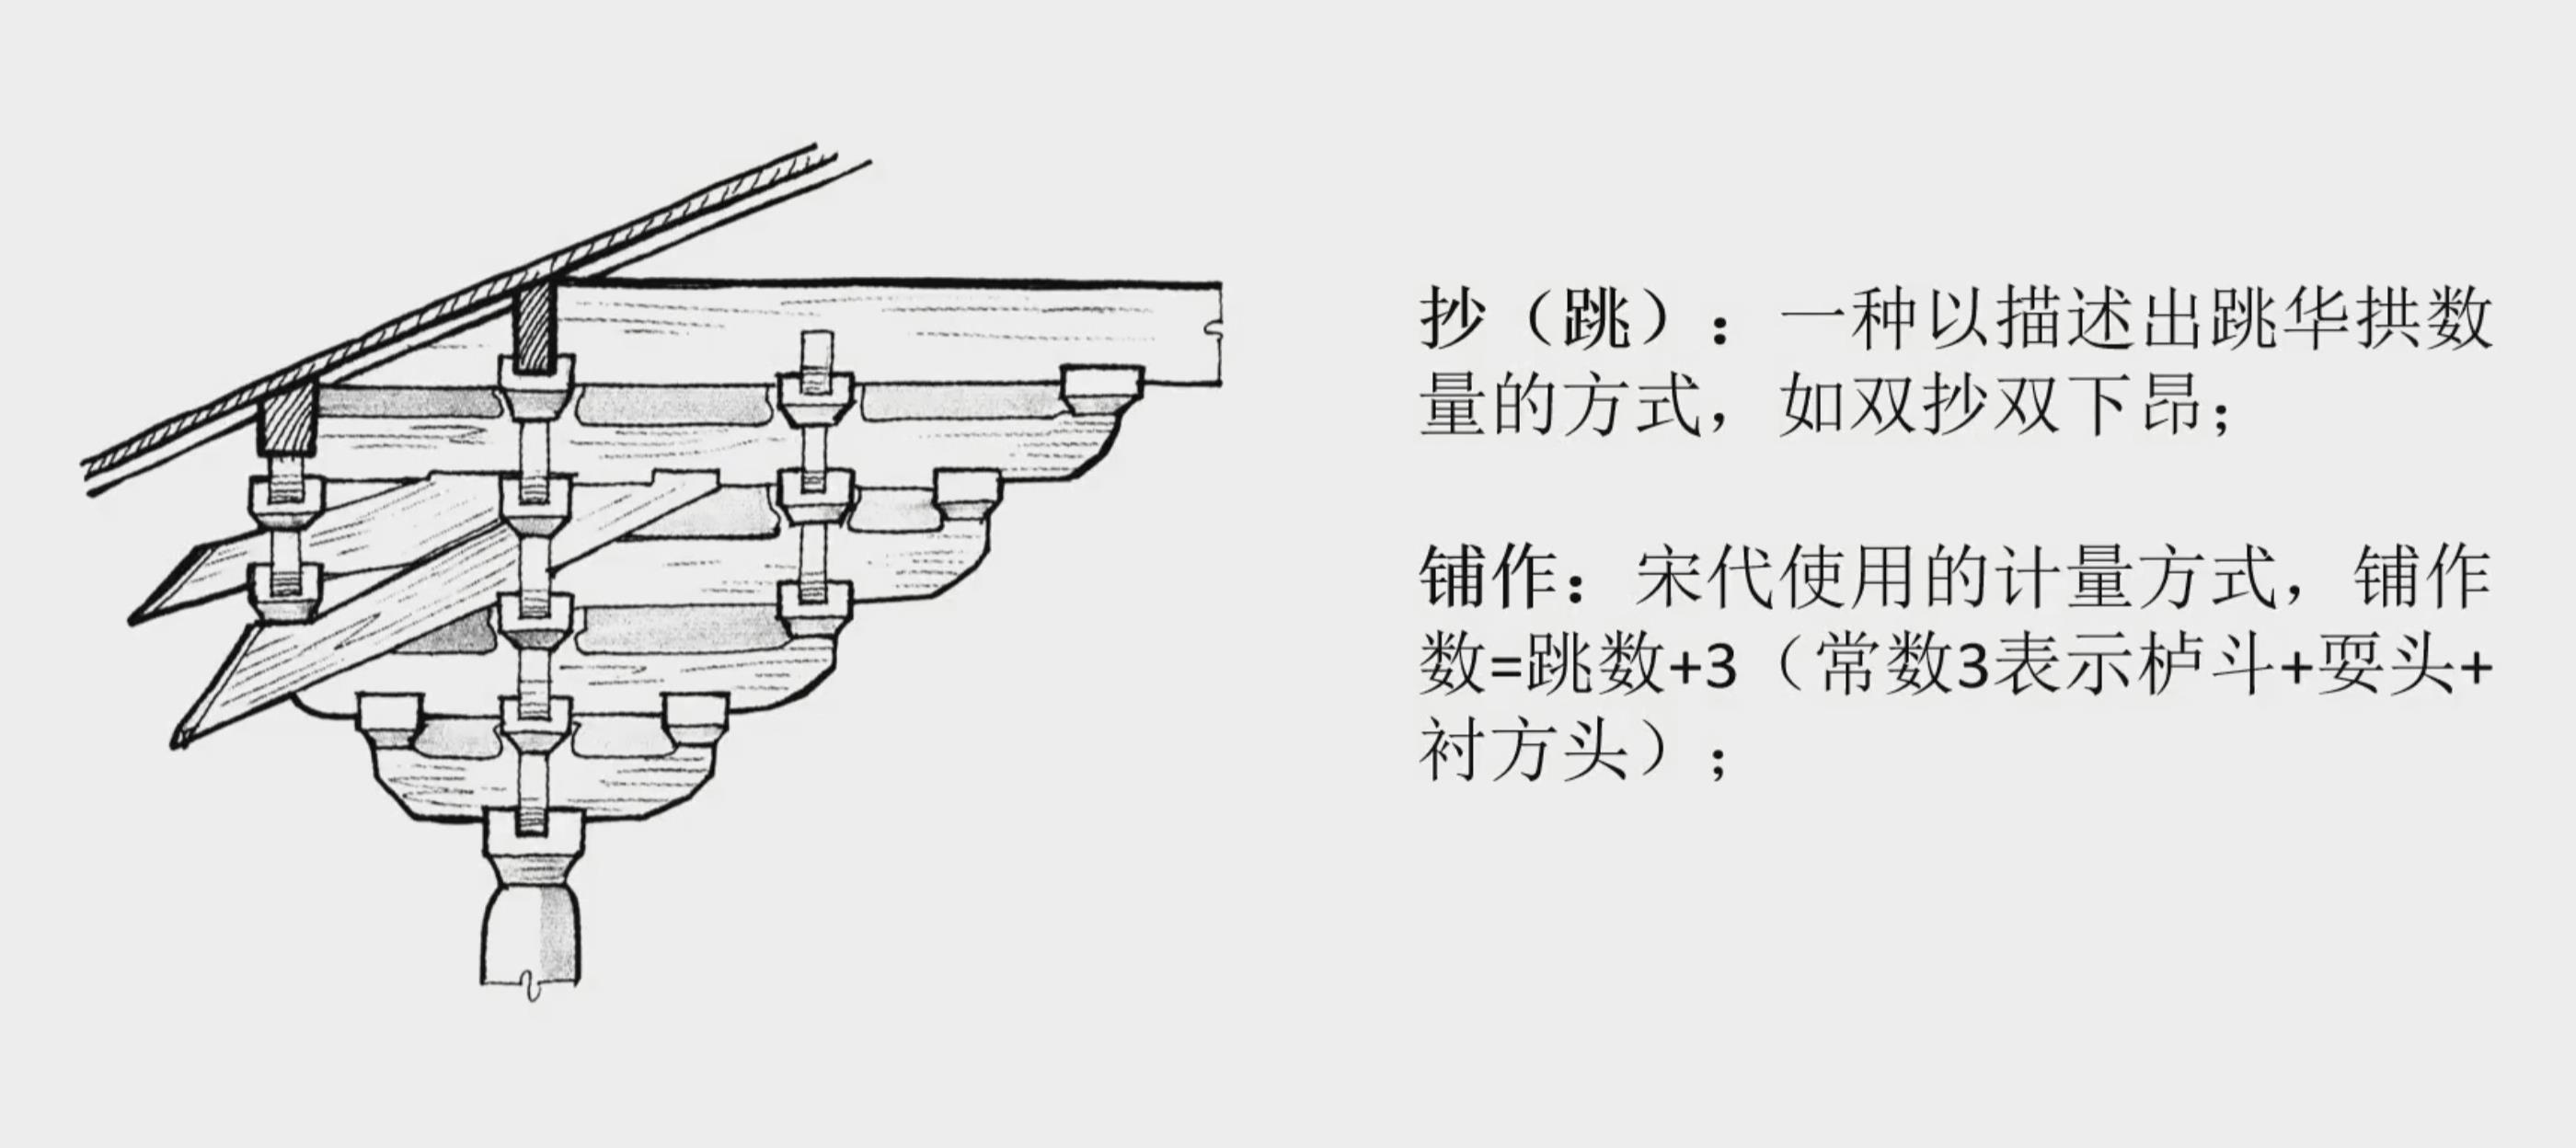 抄（跳）：一种以描述出跳华拱数
量的方式，如双抄双下昂；
铺作：宋代使用的计量方式，铺作
数=跳数+3（常数3表示栌斗+耍头+
衬方头）；